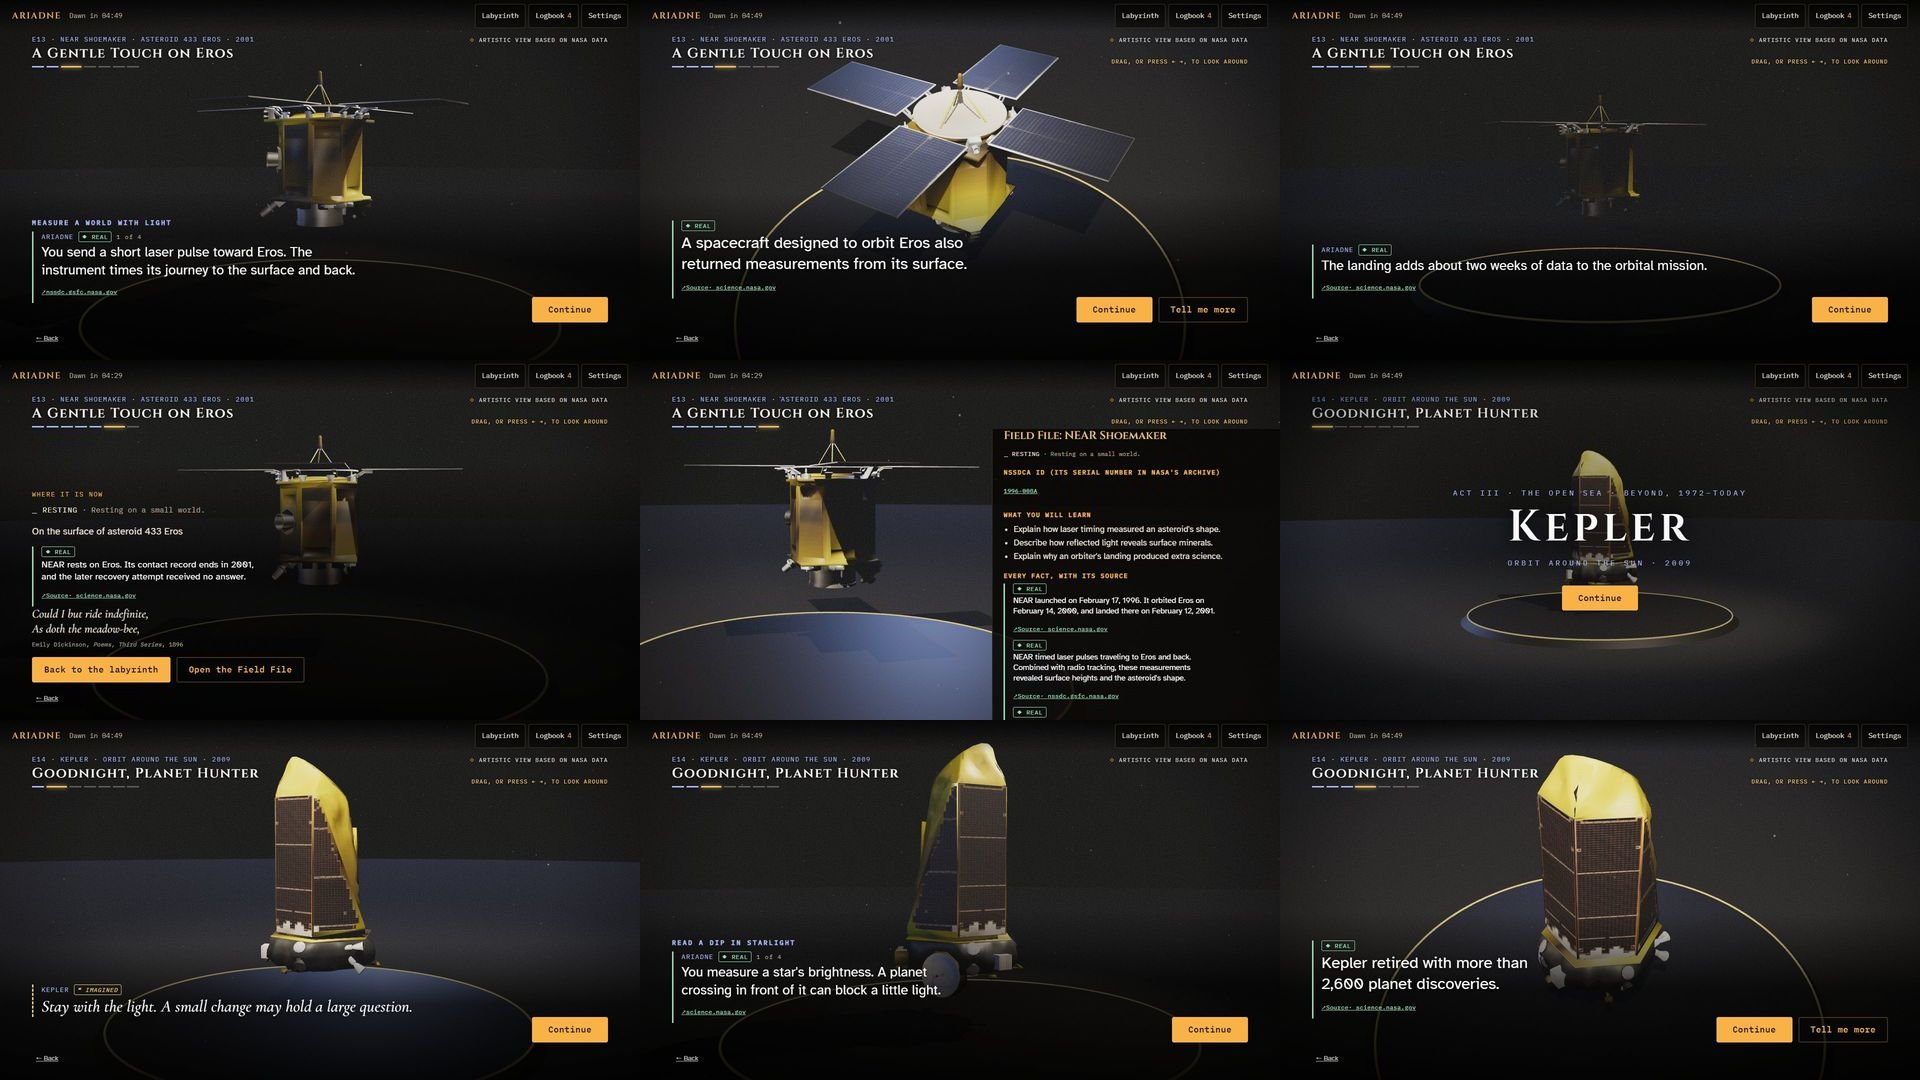 ARIADNE Dawn in 04:49
Labyrinth Logbook 4 Settings
E13 · NEAR SHOEMAKER · ASTEROID 433 EROS · 2001
A Gentle Touch on Eros
ARTISTIC VIEW BASED ON NASA DATA
MEASURE A WORLD WITH LIGHT
ARIADNE ◆ REAL 1 of 4
You send a short laser pulse toward Eros. The
instrument times its journey to the surface and back.
↗nssdc.gsfc.nasa.gov
Continue
← Back
ARIADNE Dawn in 04:49
Labyrinth Logbook 4 Settings
E13 · NEAR SHOEMAKER · ASTEROID 433 EROS · 2001
A Gentle Touch on Eros
ARTISTIC VIEW BASED ON NASA DATA
DRAG, OR PRESS ← →, TO LOOK AROUND
◆ REAL
A spacecraft designed to orbit Eros also
returned measurements from its surface.
↗Source· science.nasa.gov
Continue Tell me more
← Back
ARIADNE Dawn in 04:49
Labyrinth Logbook 4 Settings
E13 · NEAR SHOEMAKER · ASTEROID 433 EROS · 2001
A Gentle Touch on Eros
ARTISTIC VIEW BASED ON NASA DATA
DRAG, OR PRESS ← →, TO LOOK AROUND
ARIADNE ◆ REAL
The landing adds about two weeks of data to the orbital mission.
↗Source· science.nasa.gov
Continue
← Back
ARIADNE Dawn in 04:29
Labyrinth Logbook 4 Settings
E13 · NEAR SHOEMAKER · ASTEROID 433 EROS · 2001
A Gentle Touch on Eros
ARTISTIC VIEW BASED ON NASA DATA
DRAG, OR PRESS ← →, TO LOOK AROUND
WHERE IT IS NOW
_ RESTING · Resting on a small world.
On the surface of asteroid 433 Eros
◆ REAL
NEAR rests on Eros. Its contact record ends in 2001,
and the later recovery attempt received no answer.
↗Source· science.nasa.gov
Could I but ride indefinite,
As doth the meadow-bee,
Emily Dickinson, Poems, Third Series, 1896
Back to the labyrinth Open the Field File
← Back
ARIADNE Dawn in 04:29
Labyrinth Logbook 4 Settings
E13 · NEAR SHOEMAKER · ASTEROID 433 EROS · 2001
A Gentle Touch on Eros
ARTISTIC VIEW BASED ON NASA DATA
DRAG, OR PRESS ← →, TO LOOK AROUND
Field File: NEAR Shoemaker
_ RESTING · Resting on a small world.
NSSDCA ID (ITS SERIAL NUMBER IN NASA'S ARCHIVE)
1996-008A
WHAT YOU WILL LEARN
• Explain how laser timing measured an asteroid's shape.
• Describe how reflected light reveals surface minerals.
• Explain why an orbiter's landing produced extra science.
EVERY FACT, WITH ITS SOURCE
◆ REAL
NEAR launched on February 17, 1996. It orbited Eros on
February 14, 2000, and landed there on February 12, 2001.
↗Source· science.nasa.gov
◆ REAL
NEAR timed laser pulses traveling to Eros and back.
Combined with radio tracking, these measurements
revealed surface heights and the asteroid's shape.
↗Source· nssdc.gsfc.nasa.gov
◆ REAL
ARIADNE Dawn in 04:49
Labyrinth Logbook 4 Settings
E14 · KEPLER · ORBIT AROUND THE SUN · 2009
Goodnight, Planet Hunter
ARTISTIC VIEW BASED ON NASA DATA
DRAG, OR PRESS ← →, TO LOOK AROUND
ACT III · THE OPEN SEA · BEYOND, 1972–TODAY
Kepler
ORBIT AROUND THE SUN · 2009
Continue
ARIADNE Dawn in 04:49
Labyrinth Logbook 4 Settings
E14 · KEPLER · ORBIT AROUND THE SUN · 2009
Goodnight, Planet Hunter
ARTISTIC VIEW BASED ON NASA DATA
DRAG, OR PRESS ← →, TO LOOK AROUND
KEPLER ❝ IMAGINED
Stay with the light. A small change may hold a large question.
Continue
← Back
ARIADNE Dawn in 04:49
Labyrinth Logbook 4 Settings
E14 · KEPLER · ORBIT AROUND THE SUN · 2009
Goodnight, Planet Hunter
ARTISTIC VIEW BASED ON NASA DATA
READ A DIP IN STARLIGHT
ARIADNE ◆ REAL 1 of 4
You measure a star's brightness. A planet
crossing in front of it can block a little light.
↗science.nasa.gov
Continue
← Back
ARIADNE Dawn in 04:49
Labyrinth Logbook 4 Settings
E14 · KEPLER · ORBIT AROUND THE SUN · 2009
Goodnight, Planet Hunter
ARTISTIC VIEW BASED ON NASA DATA
DRAG, OR PRESS ← →, TO LOOK AROUND
◆ REAL
Kepler retired with more than
2,600 planet discoveries.
↗Source· science.nasa.gov
Continue Tell me more
← Back